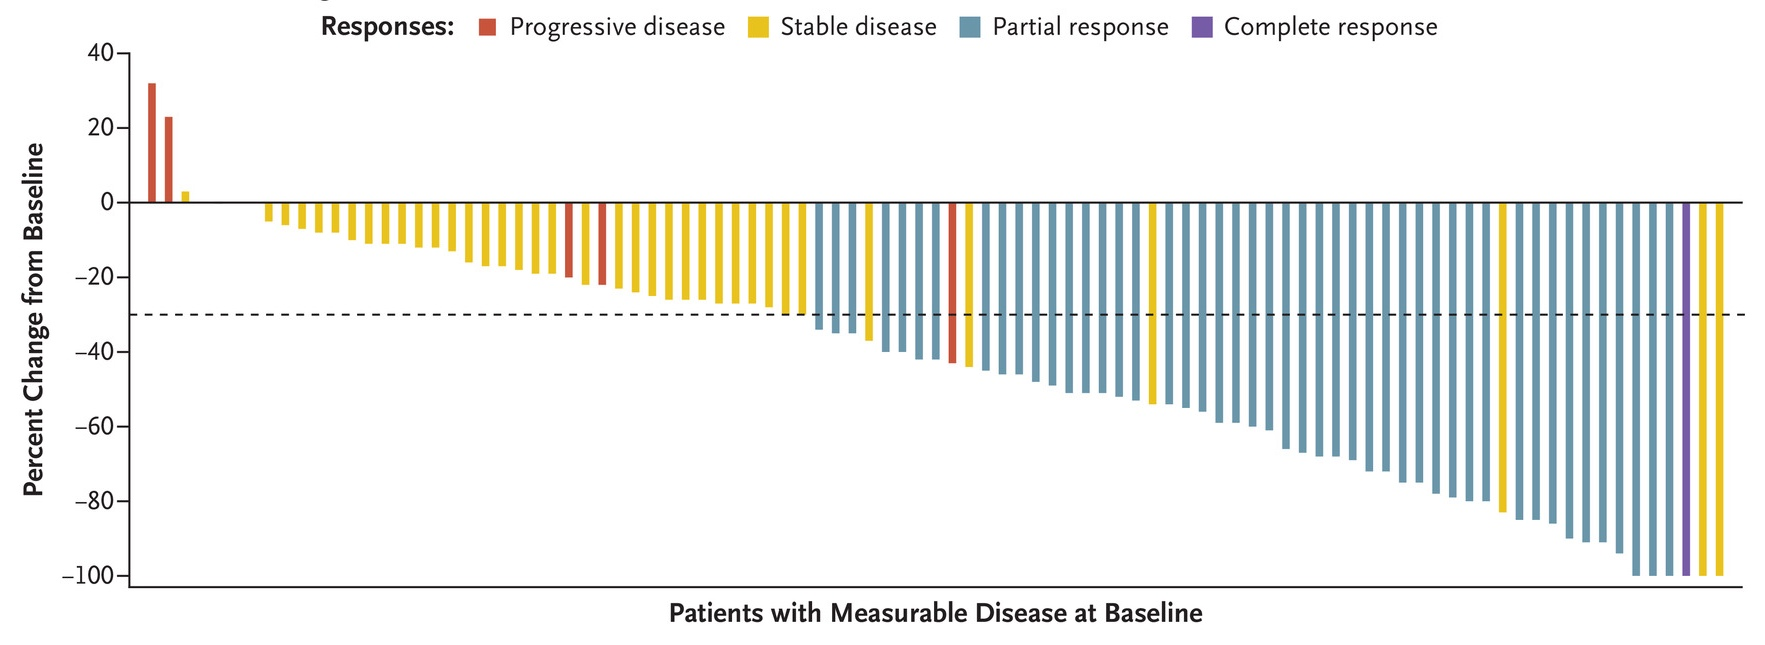 Responses: Progressive disease Stable disease Partial response Complete response
40
20
0
–20
–40
–60
–80
–100
Percent Change from Baseline
Patients with Measurable Disease at Baseline